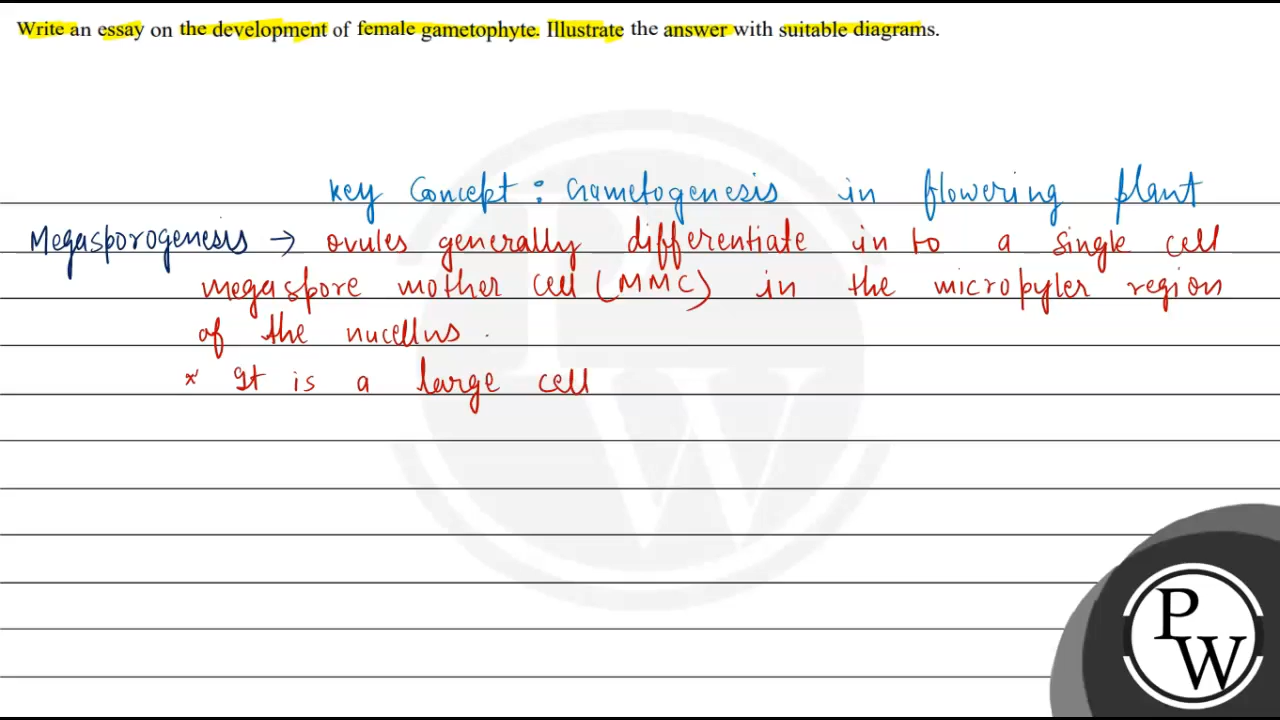 Write an essay on the development of female gametophyte. Illustrate the answer with suitable diagrams.
Key Concept : Gametogenesis in flowering plant
Megasporogenesis → ovules generally differentiate in to a single cell
megaspore mother cell (MMC) in the micropyler region
of the nucellus.
* It is a large cell
PW
PW